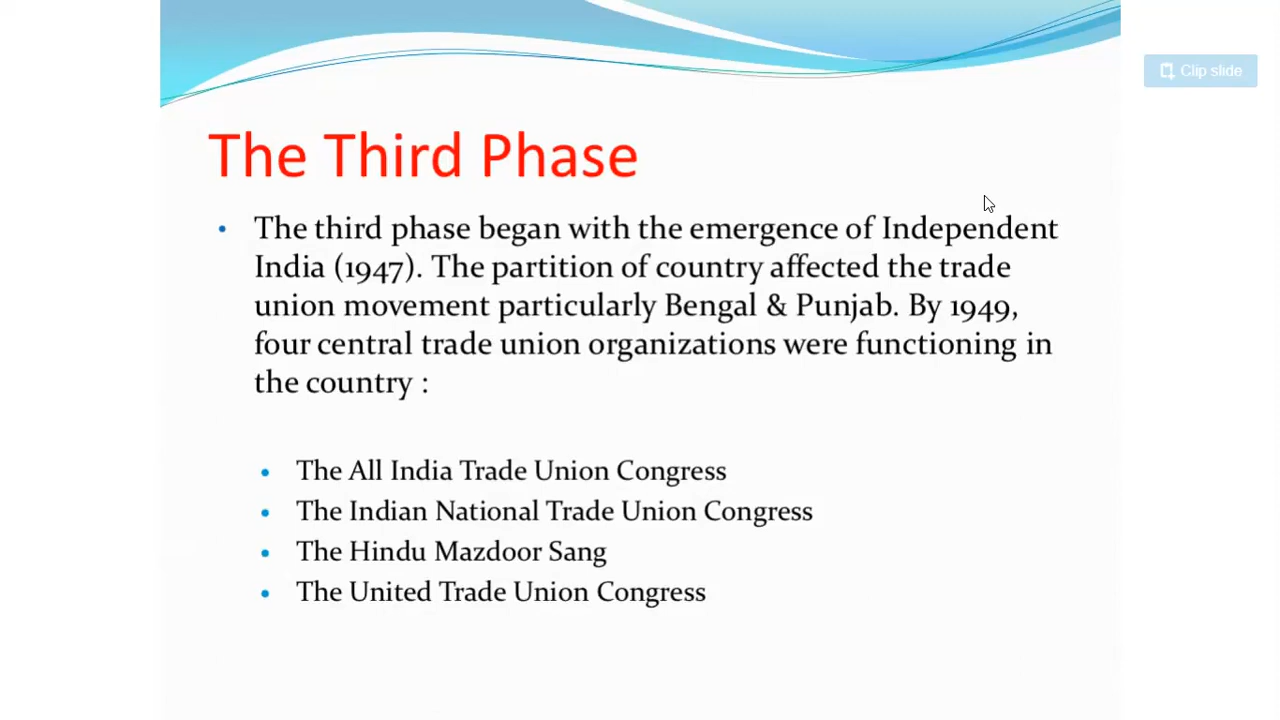 Clip slide
The Third Phase
• The third phase began with the emergence of Independent
India (1947). The partition of country affected the trade
union movement particularly Bengal & Punjab. By 1949,
four central trade union organizations were functioning in
the country :
• The All India Trade Union Congress
• The Indian National Trade Union Congress
• The Hindu Mazdoor Sang
• The United Trade Union Congress